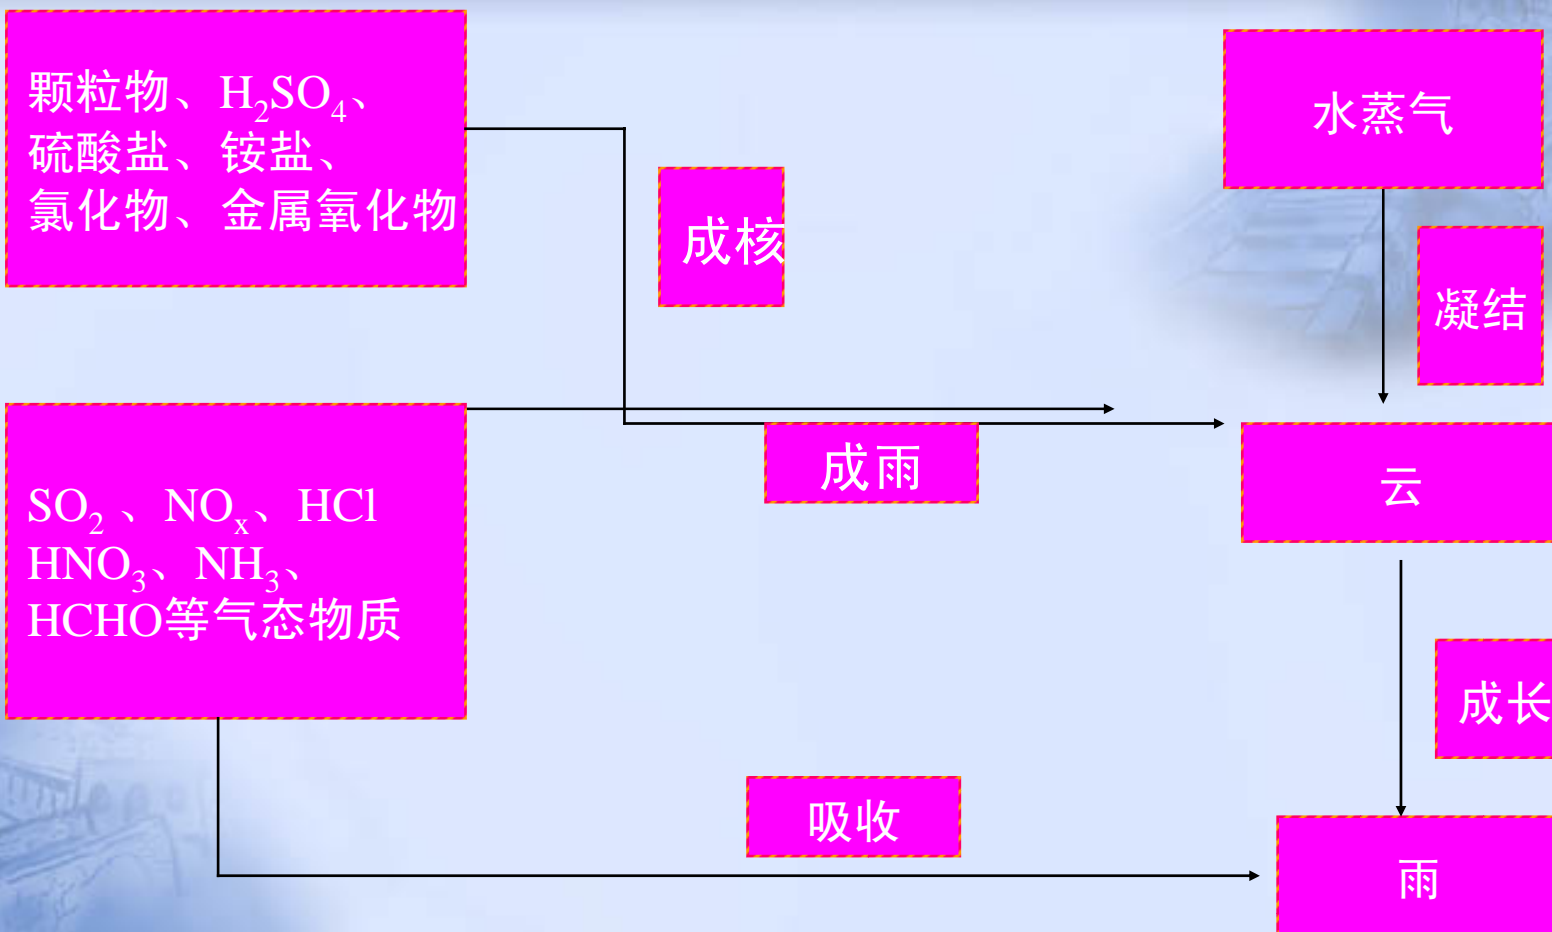 颗粒物、H₂SO₄、
硫酸盐、铵盐、
氯化物、金属氧化物
水蒸气
成核
凝结
成雨
云
SO₂ 、NOₓ、HCl
HNO₃、NH₃、
HCHO等气态物质
成长
吸收
雨